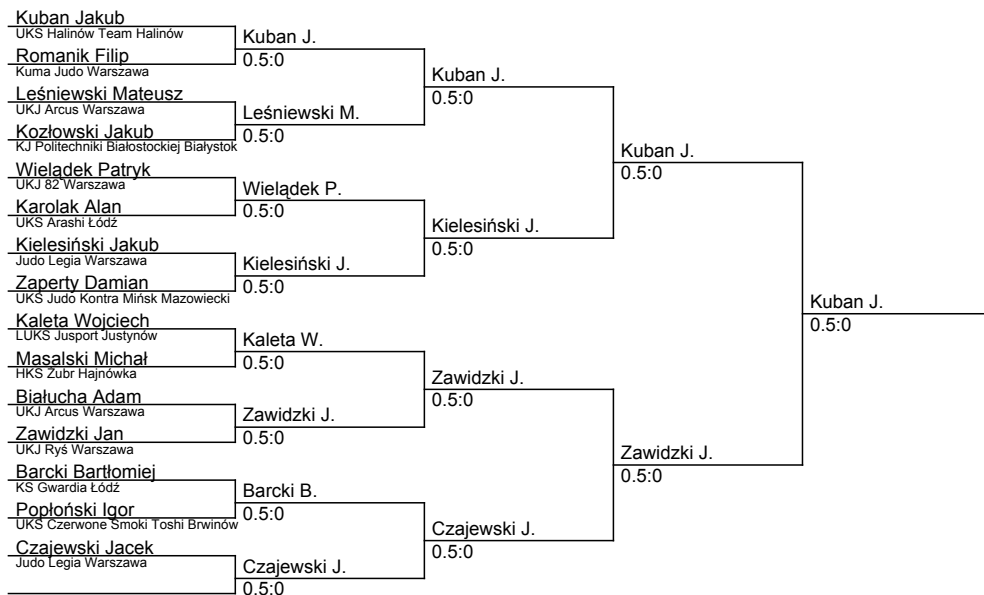 Kuban Jakub
UKS Halinów Team Halinów
Romanik Filip
Kuma Judo Warszawa
Leśniewski Mateusz
UKJ Arcus Warszawa
Kozłowski Jakub
KJ Politechniki Białostockiej Białystok
Wielądek Patryk
UKJ 82 Warszawa
Karolak Alan
UKS Arashi Łódź
Kielesiński Jakub
Judo Legia Warszawa
Zaperty Damian
UKS Judo Kontra Mińsk Mazowiecki
Kaleta Wojciech
LUKS Jusport Justynów
Masalski Michał
HKS Żubr Hajnówka
Białucha Adam
UKJ Arcus Warszawa
Zawidzki Jan
UKJ Ryś Warszawa
Barcki Bartłomiej
KS Gwardia Łódź
Popłoński Igor
UKS Czerwone Smoki Toshi Brwinów
Czajewski Jacek
Judo Legia Warszawa
Kuban J.
0.5:0
Leśniewski M.
0.5:0
Wielądek P.
0.5:0
Kielesiński J.
0.5:0
Kaleta W.
0.5:0
Zawidzki J.
0.5:0
Barcki B.
0.5:0
Czajewski J.
0.5:0
Kuban J.
0.5:0
Kielesiński J.
0.5:0
Zawidzki J.
0.5:0
Czajewski J.
0.5:0
Kuban J.
0.5:0
Zawidzki J.
0.5:0
Kuban J.
0.5:0